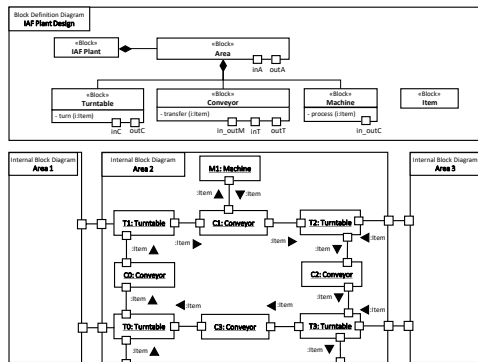 Block Definition Diagram
IAF Plant Design
«Block»
IAF Plant
«Block»
Area
inA outA
«Block»
Turntable
- turn (i:Item)
inC outC
«Block»
Conveyor
- transfer (i:Item)
in_outM inT outT
«Block»
Machine
- process (i:Item)
in_outC
«Block»
Item
Internal Block Diagram
Area 1
Internal Block Diagram
Area 2
Internal Block Diagram
Area 3
M1: Machine
:Item :Item
T1: Turntable
C1: Conveyor
T2: Turntable
:Item :Item :Item :Item :Item
C0: Conveyor
C2: Conveyor
:Item :Item :Item :Item :Item
T0: Turntable
C3: Conveyor
T3: Turntable
:Item :Item